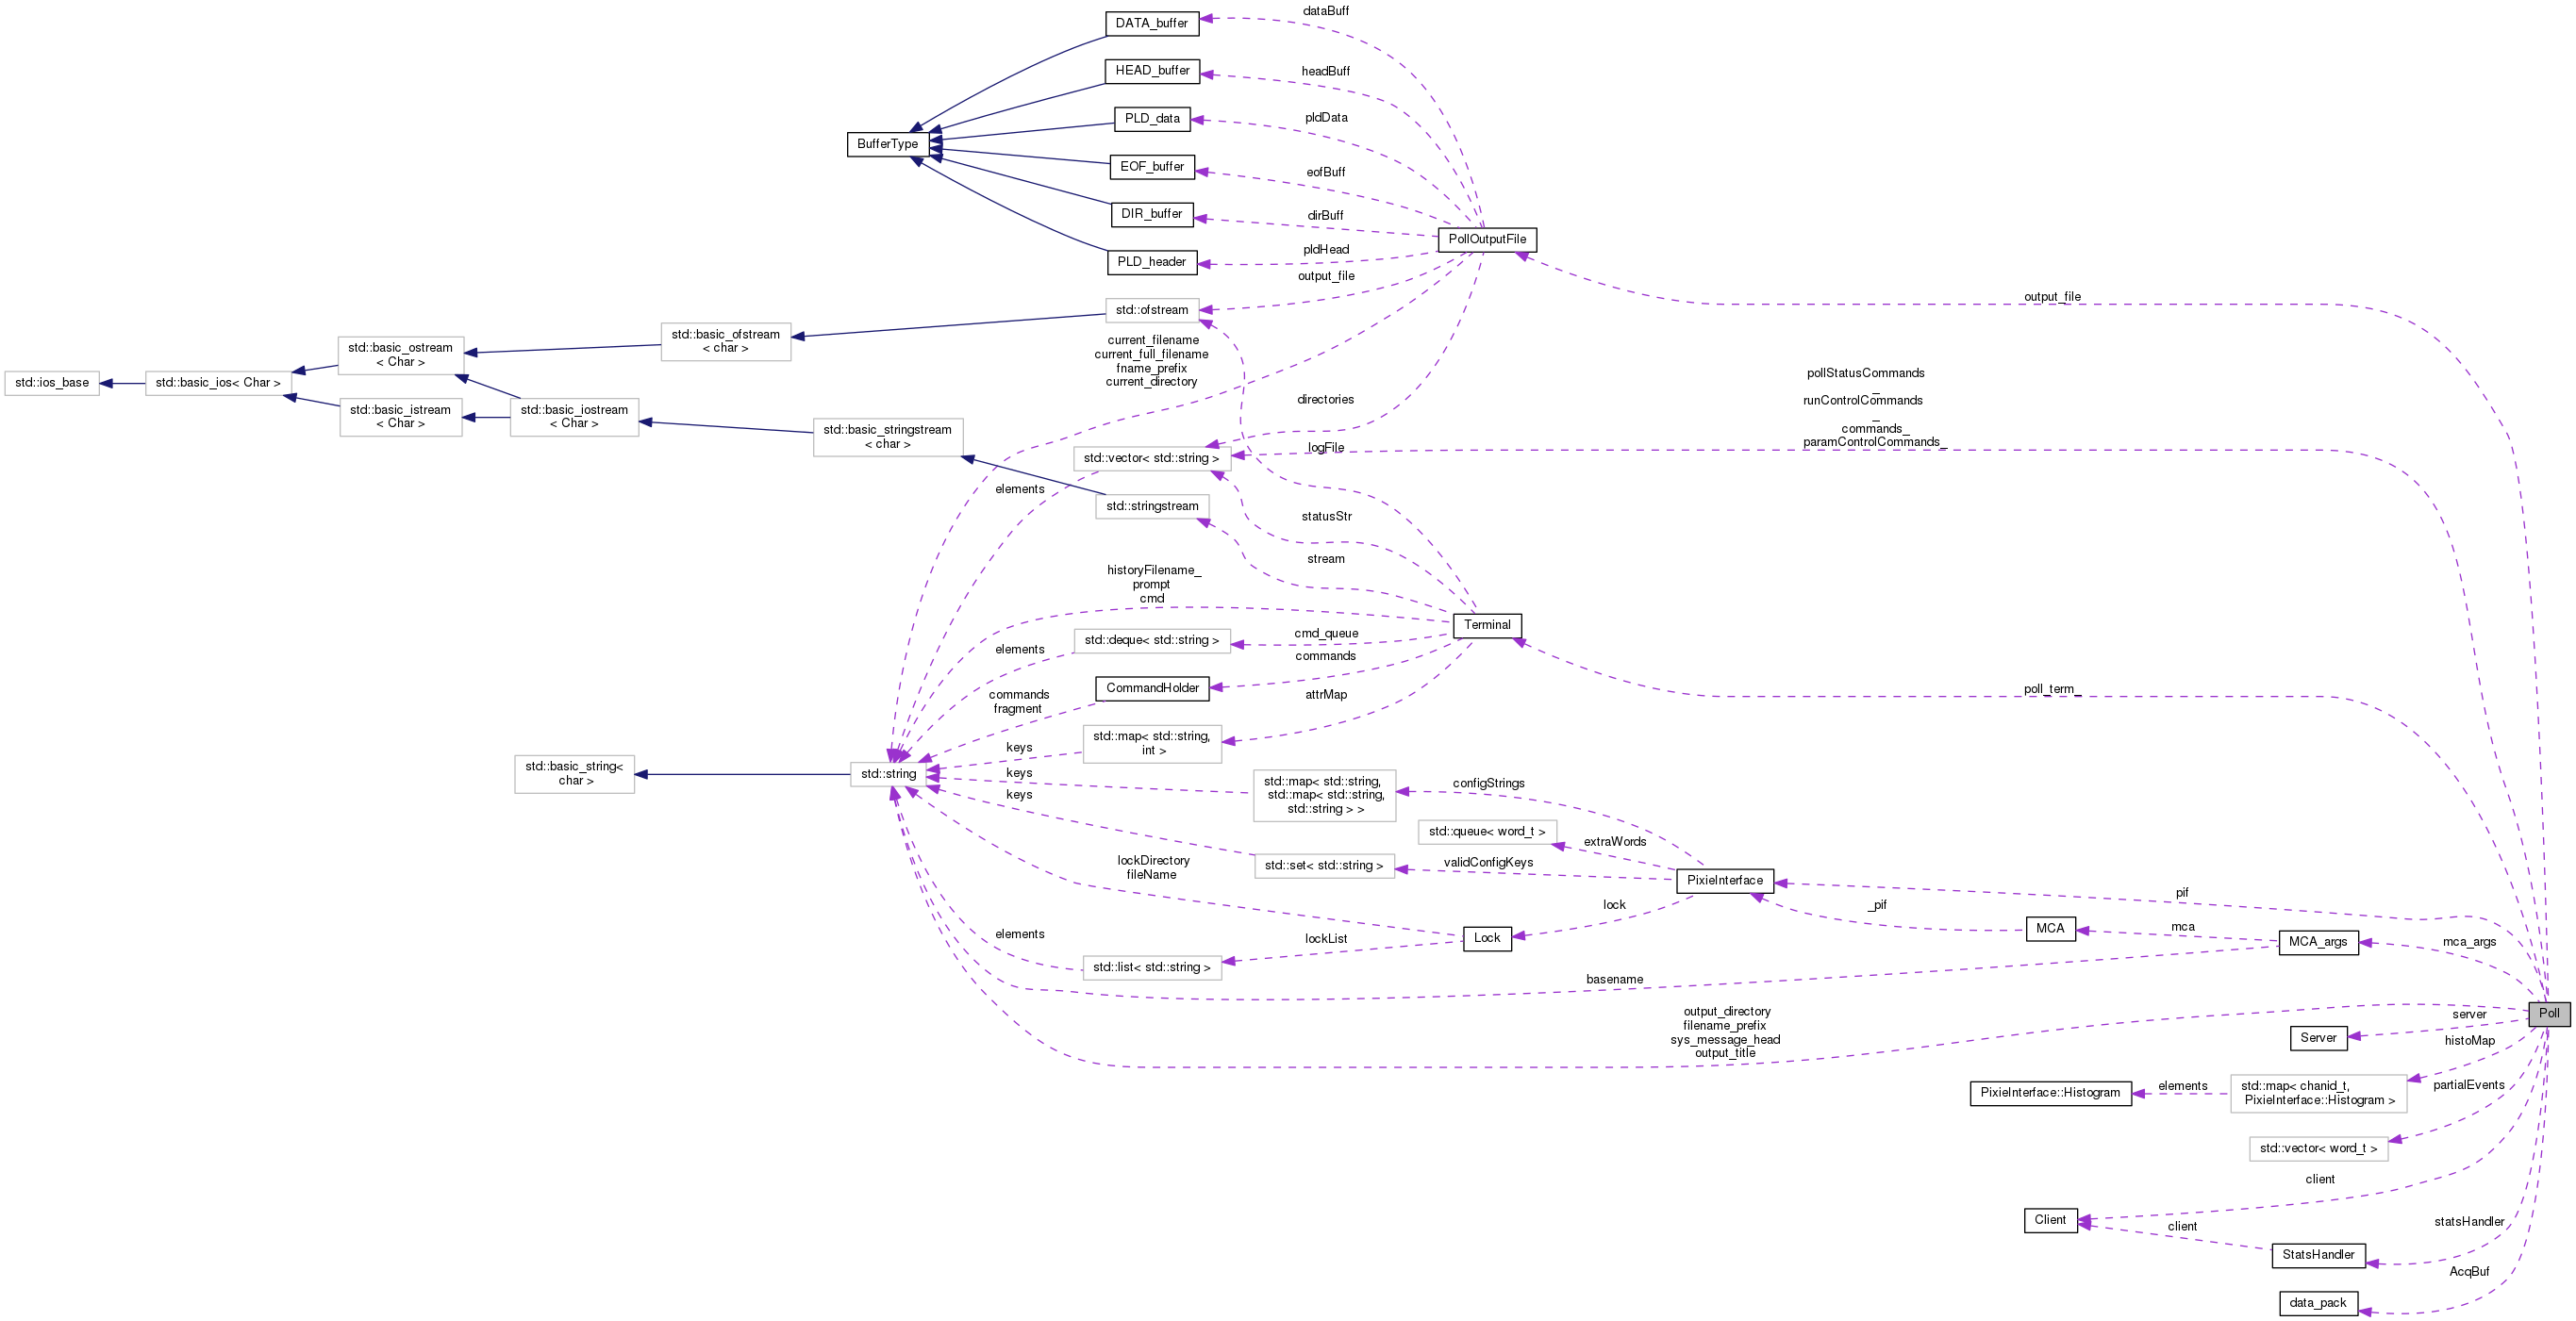 dataBuff
DATA_buffer
HEAD_buffer
headBuff
PLD_data
pldData
BufferType
EOF_buffer
eofBuff
DIR_buffer
dirBuff
PollOutputFile
PLD_header
pldHead
output_file
output_file
std::ofstream
std::basic_ofstream
< char >
std::basic_ostream
< Char >
current_filename
current_full_filename
fname_prefix
current_directory
std::ios_base
std::basic_ios< Char >
std::basic_istream
< Char >
std::basic_iostream
< Char >
std::basic_stringstream
< char >
directories
pollStatusCommands
_
runControlCommands
_
commands_
paramControlCommands_
logFile
std::vector< std::string >
elements
std::stringstream
statusStr
stream
historyFilename_
prompt
cmd
Terminal
std::deque< std::string >
cmd_queue
elements
commands
CommandHolder
commands
fragment
attrMap
poll_term_
std::map< std::string,
int >
keys
std::basic_string<
char >
std::string
keys
std::map< std::string,
std::map< std::string,
std::string > >
configStrings
keys
std::queue< word_t >
extraWords
std::set< std::string >
validConfigKeys
PixieInterface
pif
lockDirectory
fileName
lock
_pif
MCA
mca
MCA_args
mca_args
elements
lockList
Lock
std::list< std::string >
basename
output_directory
filename_prefix
sys_message_head
output_title
Poll
server
Server
histoMap
PixieInterface::Histogram
elements
std::map< chanid_t,
PixieInterface::Histogram >
partialEvents
std::vector< word_t >
client
Client
client
statsHandler
StatsHandler
AcqBuf
data_pack